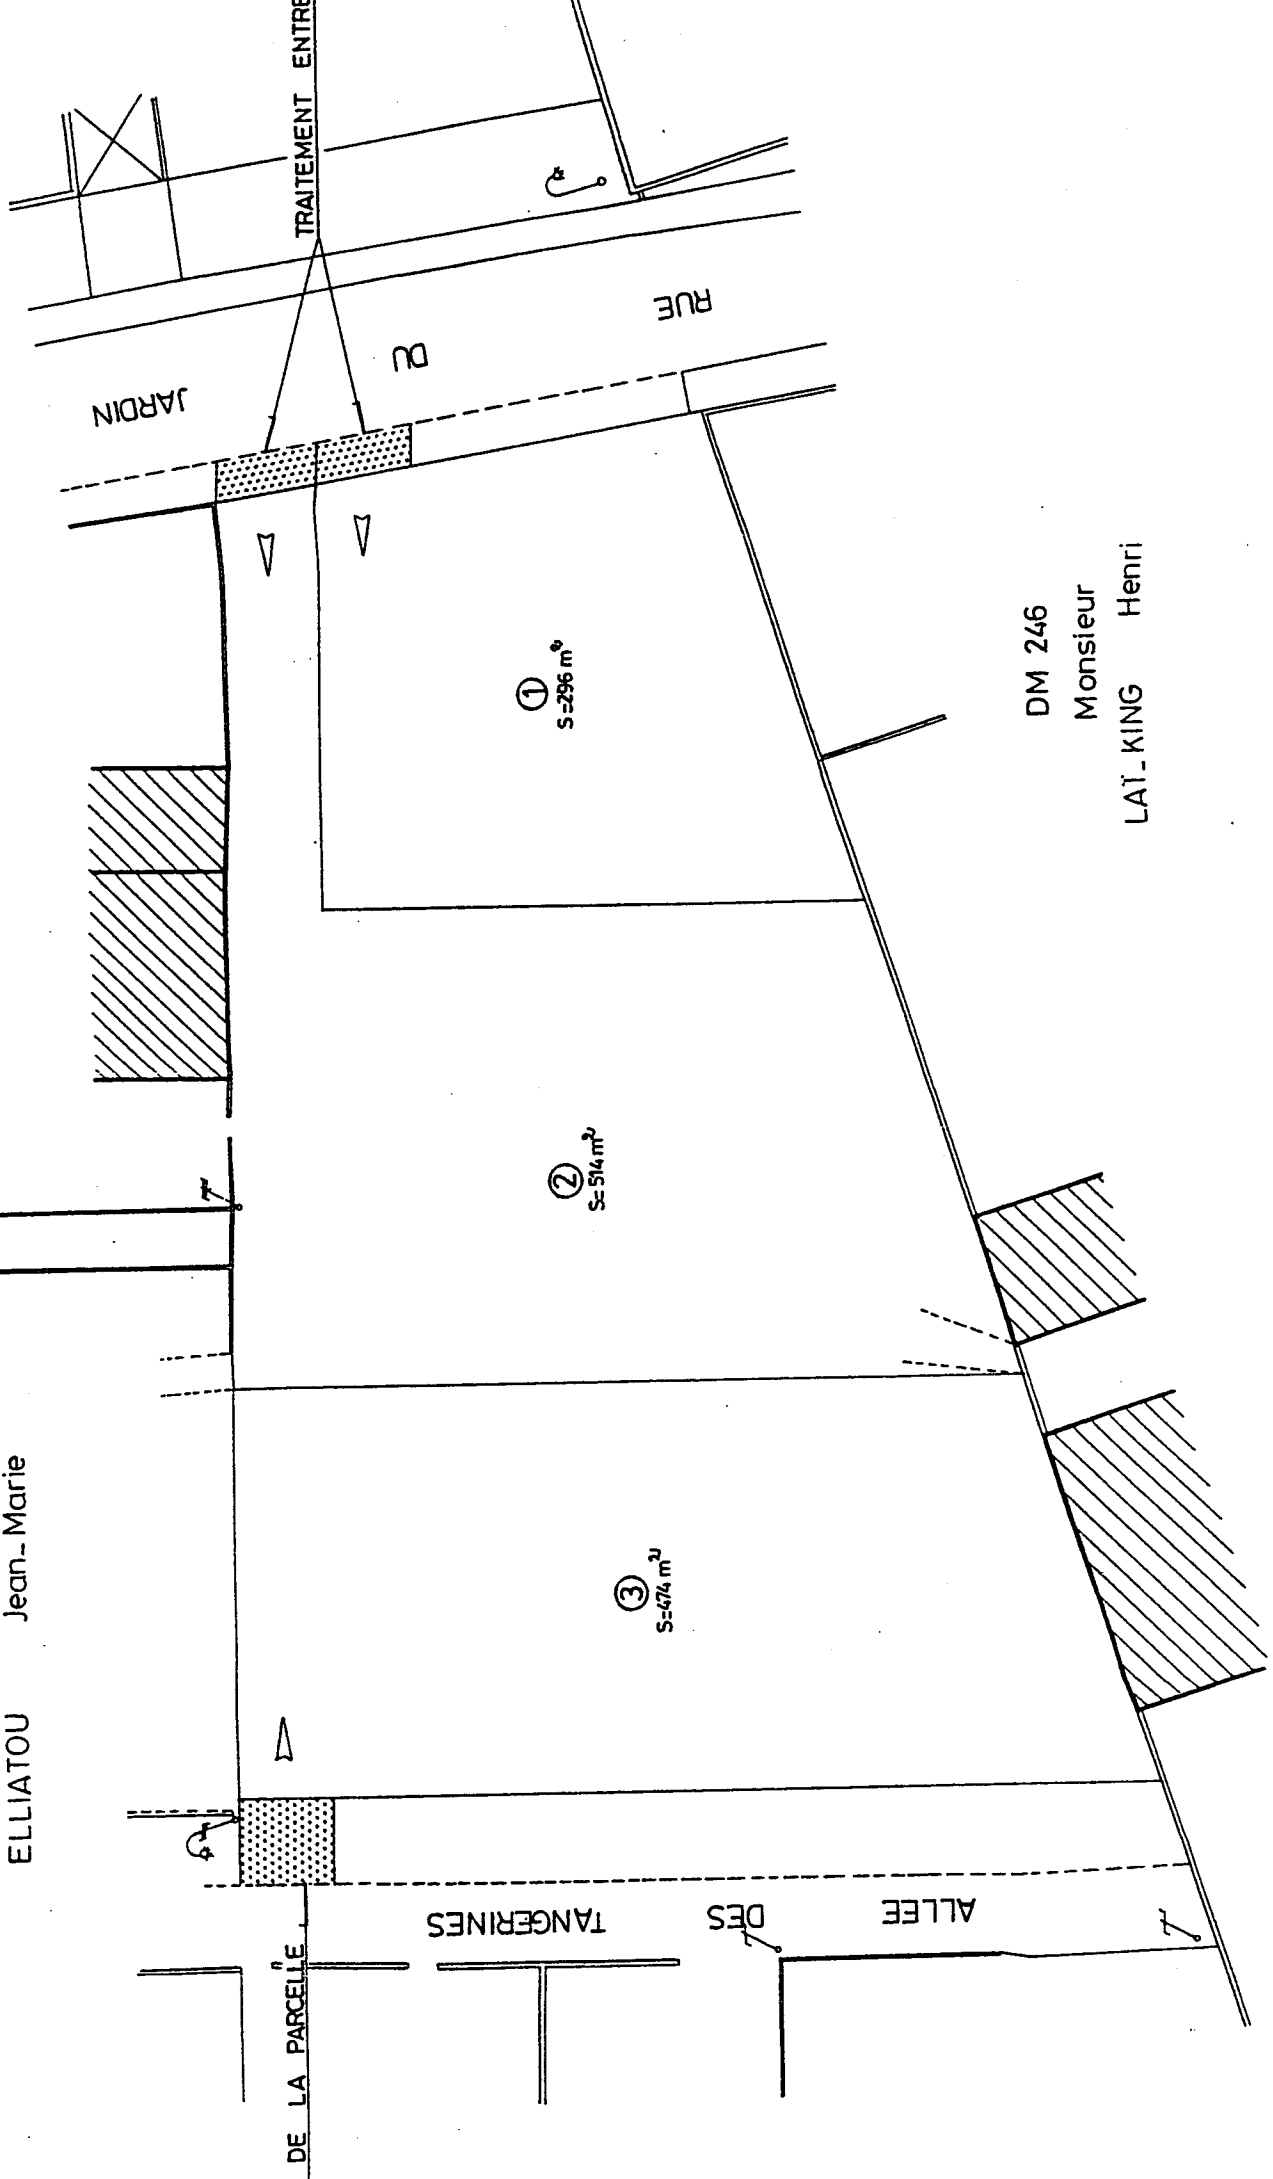 TRAITEMENT ENTRE
RUE
DU
JARDIN
1
S=296 m²
2
S=514 m²
3
S=474 m²
DM 246
Monsieur
LAÏ_KING Henri
ELLIATOU Jean_Marie
ALLEE
DES
TANGERINES
DE LA PARCELLE